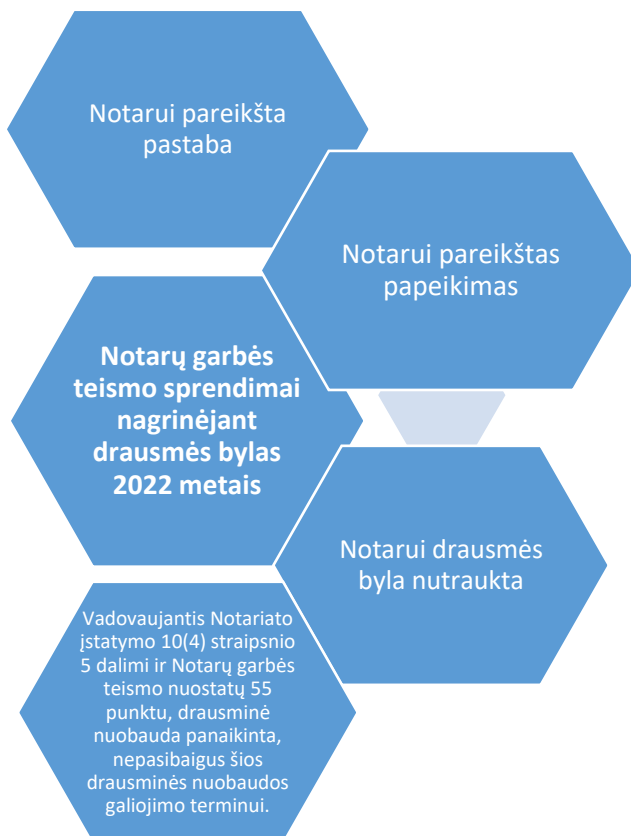 Notarui pareikšta
pastaba
Notarui pareikštas
papeikimas
Notarų garbės
teismo sprendimai
nagrinėjant
drausmės bylas
2022 metais
Notarui drausmės
byla nutraukta
Vadovaujantis Notariato
įstatymo 10(4) straipsnio
5 dalimi ir Notarų garbės
teismo nuostatų 55
punktu, drausminė
nuobauda panaikinta,
nepasibaigus šios
drausminės nuobaudos
galiojimo terminui.